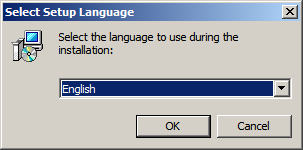 Select Setup Language
Select the language to use during the
installation:
English
OK
Cancel